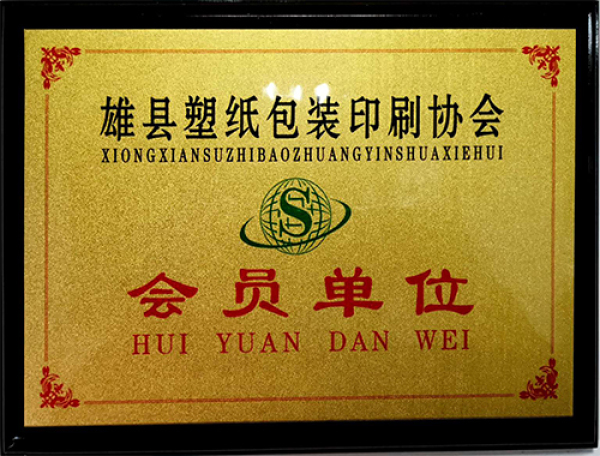 雄县塑纸包装印刷协会
XIONGXIANSUZHIBAOZHUANGYINSHUAXIEHUI
S
会员单位
HUI YUAN DAN WEI